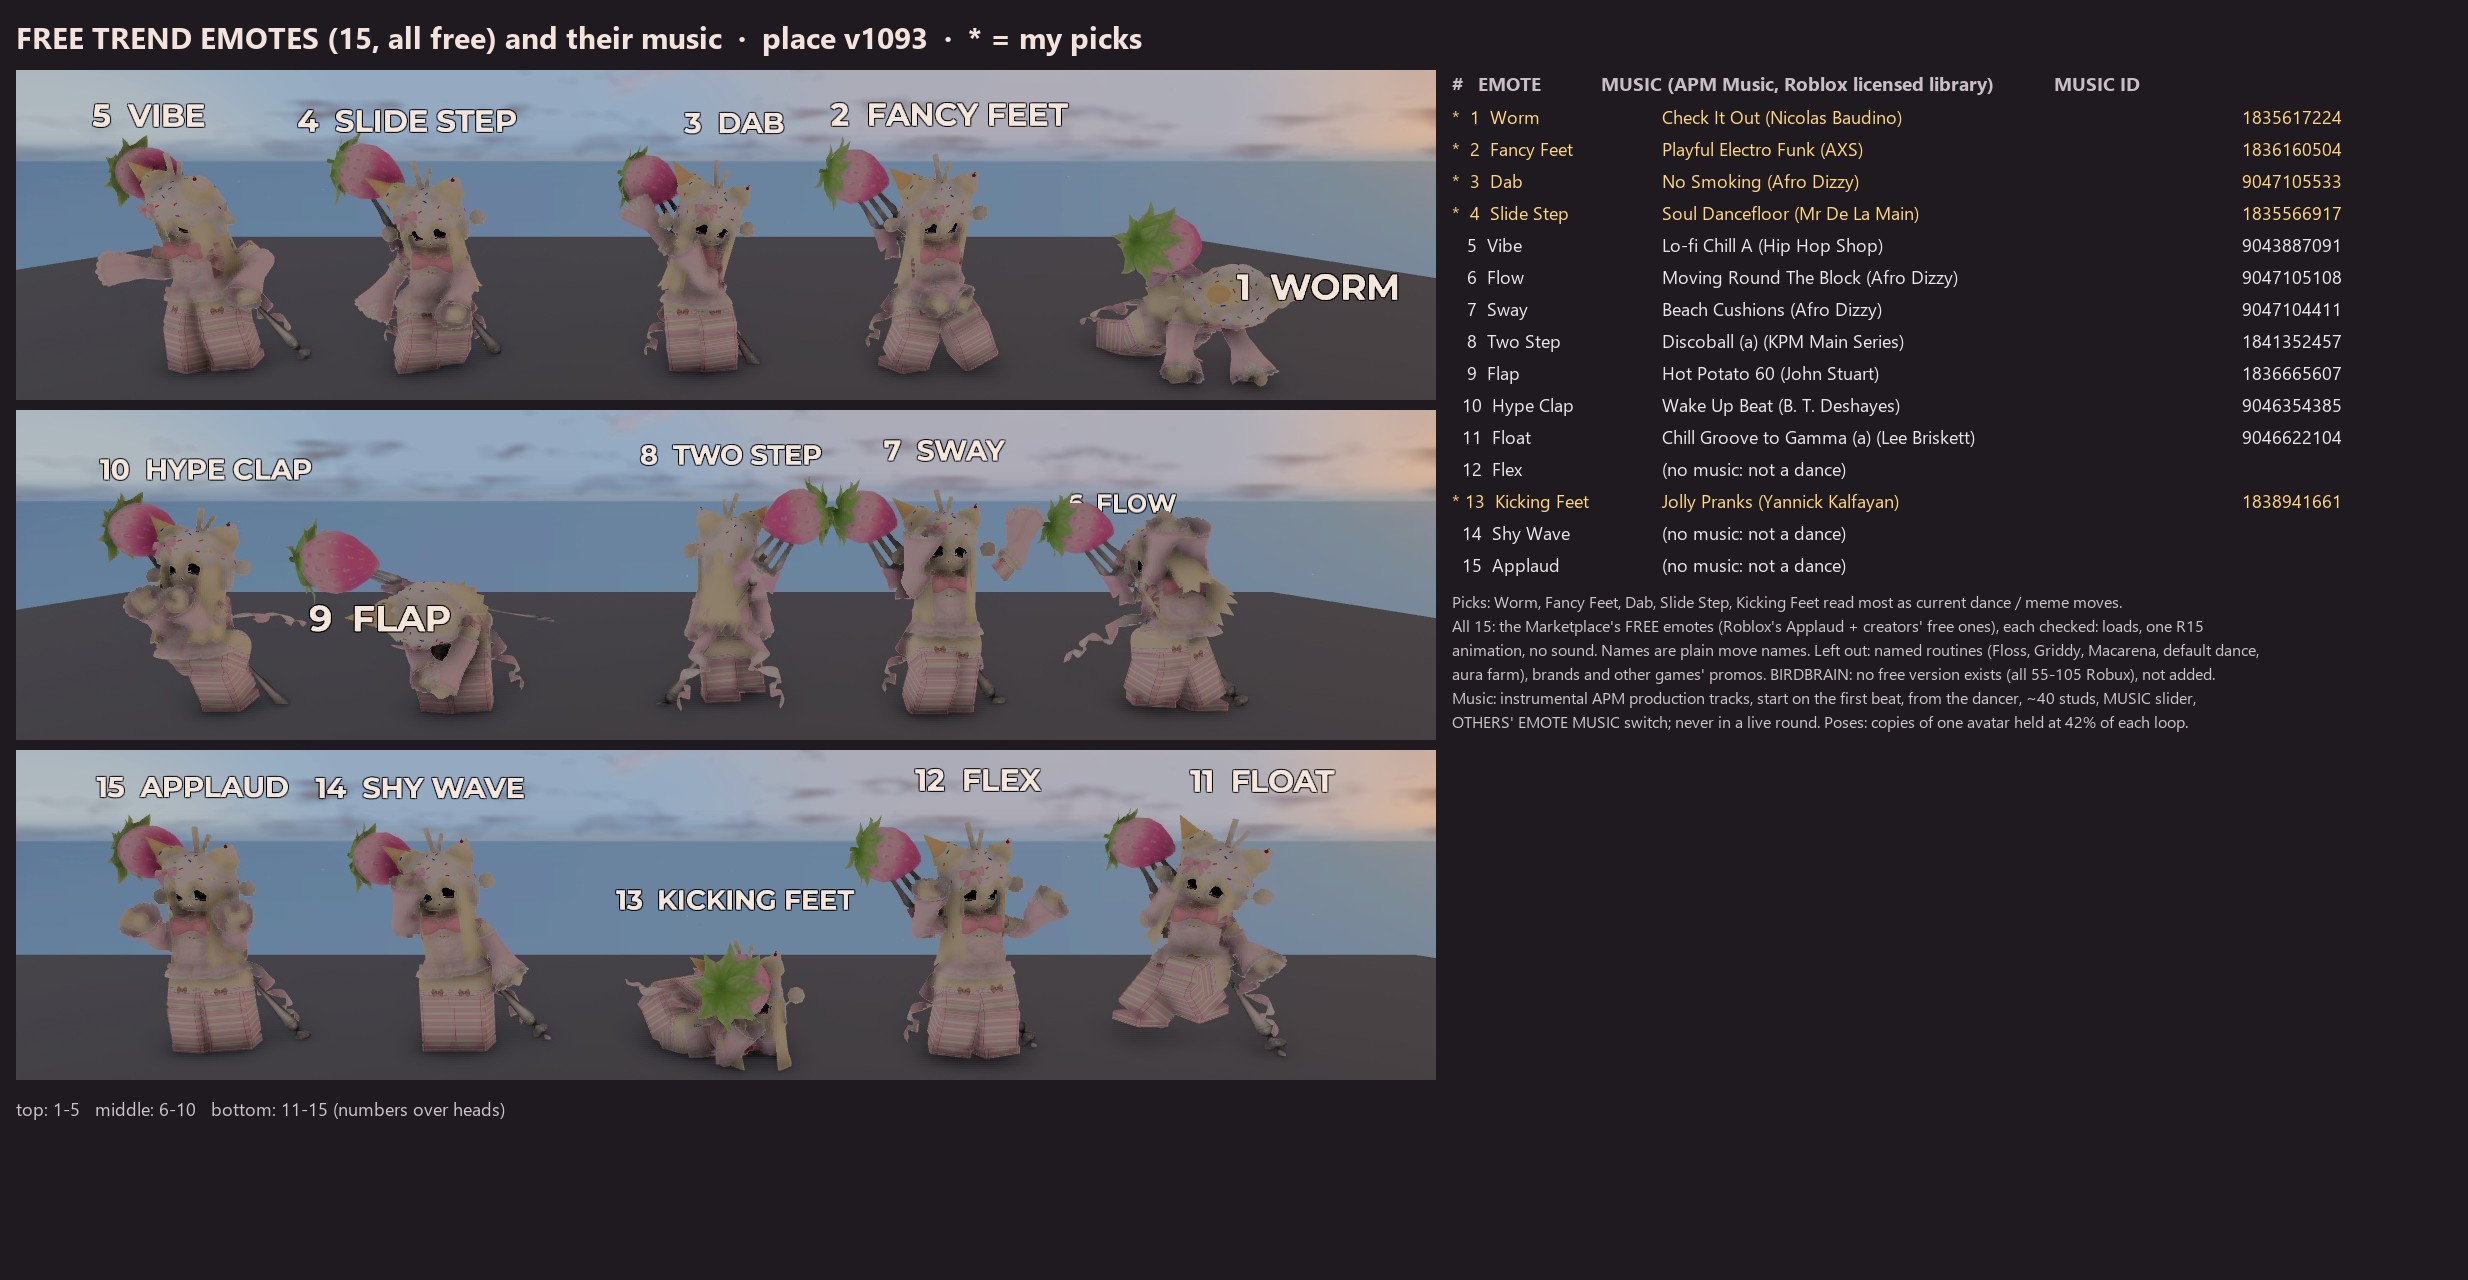 FREE TREND EMOTES (15, all free) and their music · place v1093 · * = my picks
5 VIBE
4 SLIDE STEP
3 DAB
2 FANCY FEET
1 WORM
10 HYPE CLAP
9 FLAP
8 TWO STEP
7 SWAY
6 FLOW
15 APPLAUD
14 SHY WAVE
13 KICKING FEET
12 FLEX
11 FLOAT
top: 1-5 middle: 6-10 bottom: 11-15 (numbers over heads)
# EMOTE MUSIC (APM Music, Roblox licensed library) MUSIC ID
* 1 Worm Check It Out (Nicolas Baudino) 1835617224
* 2 Fancy Feet Playful Electro Funk (AXS) 1836160504
* 3 Dab No Smoking (Afro Dizzy) 9047105533
* 4 Slide Step Soul Dancefloor (Mr De La Main) 1835566917
5 Vibe Lo-fi Chill A (Hip Hop Shop) 9043887091
6 Flow Moving Round The Block (Afro Dizzy) 9047105108
7 Sway Beach Cushions (Afro Dizzy) 9047104411
8 Two Step Discoball (a) (KPM Main Series) 1841352457
9 Flap Hot Potato 60 (John Stuart) 1836665607
10 Hype Clap Wake Up Beat (B. T. Deshayes) 9046354385
11 Float Chill Groove to Gamma (a) (Lee Briskett) 9046622104
12 Flex (no music: not a dance)
* 13 Kicking Feet Jolly Pranks (Yannick Kalfayan) 1838941661
14 Shy Wave (no music: not a dance)
15 Applaud (no music: not a dance)
Picks: Worm, Fancy Feet, Dab, Slide Step, Kicking Feet read most as current dance / meme moves.
All 15: the Marketplace's FREE emotes (Roblox's Applaud + creators' free ones), each checked: loads, one R15
animation, no sound. Names are plain move names. Left out: named routines (Floss, Griddy, Macarena, default dance,
aura farm), brands and other games' promos. BIRDBRAIN: no free version exists (all 55-105 Robux), not added.
Music: instrumental APM production tracks, start on the first beat, from the dancer, ~40 studs, MUSIC slider,
OTHERS' EMOTE MUSIC switch; never in a live round. Poses: copies of one avatar held at 42% of each loop.